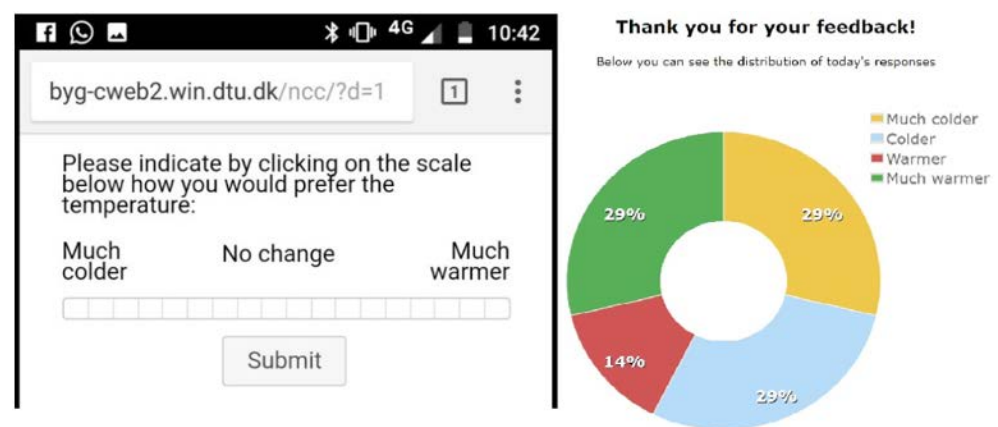 4G 10:42
byg-cweb2.win.dtu.dk/ncc/?d=1 1
Please indicate by clicking on the scale
below how you would prefer the
temperature:
Much
colder
No change
Much
warmer
Submit
Thank you for your feedback!
Below you can see the distribution of today's responses
Much colder
Colder
Warmer
Much warmer
29%
29%
14%
29%